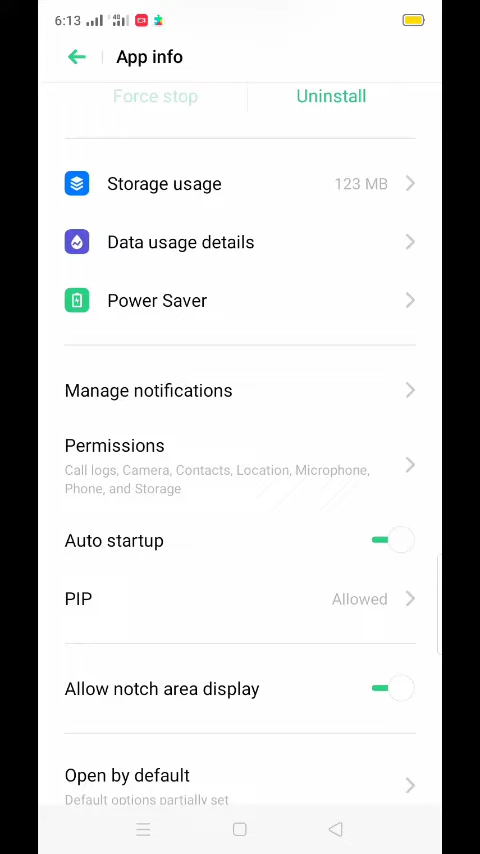 6:13
4G
App info
Force stop
Uninstall
Storage usage
123 MB
Data usage details
Power Saver
Manage notifications
Permissions
Call logs, Camera, Contacts, Location, Microphone,
Phone, and Storage
Auto startup
PIP
Allowed
Allow notch area display
Open by default
Default options partially set